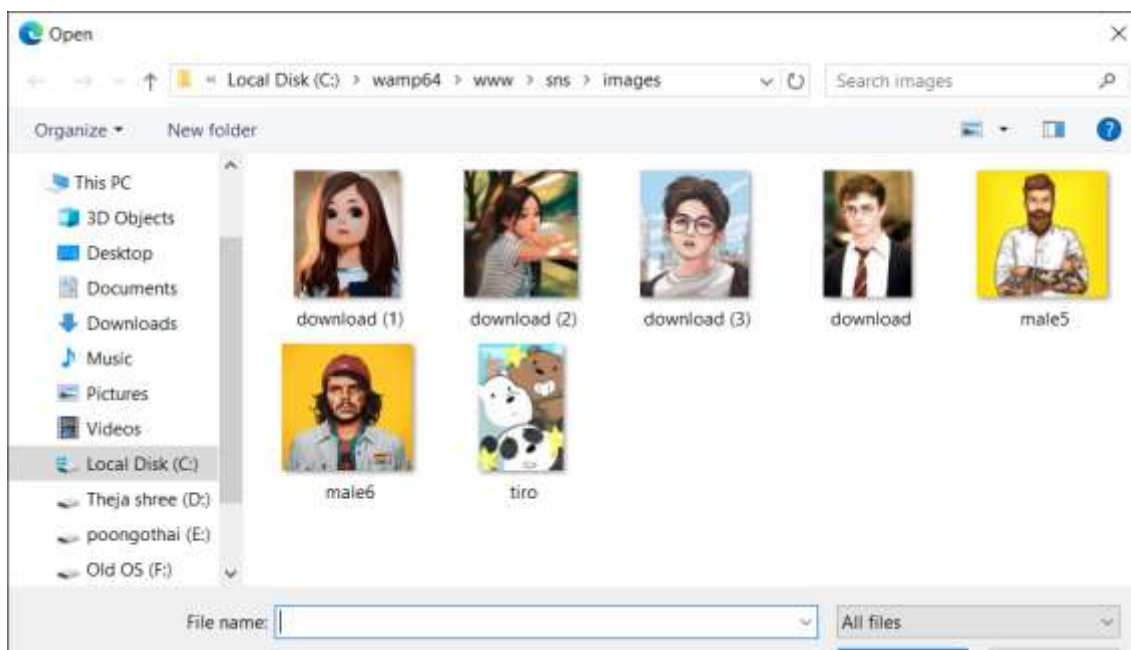 Open
« Local Disk (C:) > wamp64 > www > sns > images
Search images
Organize
New folder
This PC
3D Objects
Desktop
Documents
Downloads
Music
Pictures
Videos
Local Disk (C:)
Theja shree (D:)
poongothai (E:)
Old OS (F:)
download (1)
download (2)
download (3)
download
male5
male6
tiro
File name:
All files